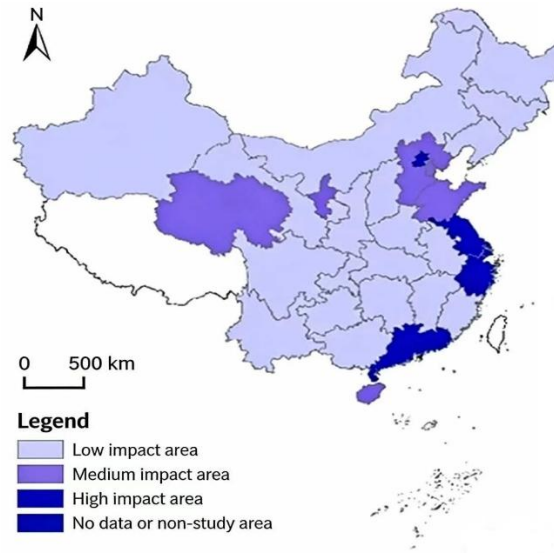 N
0 500 km
Legend
Low impact area
Medium impact area
High impact area
No data or non-study area